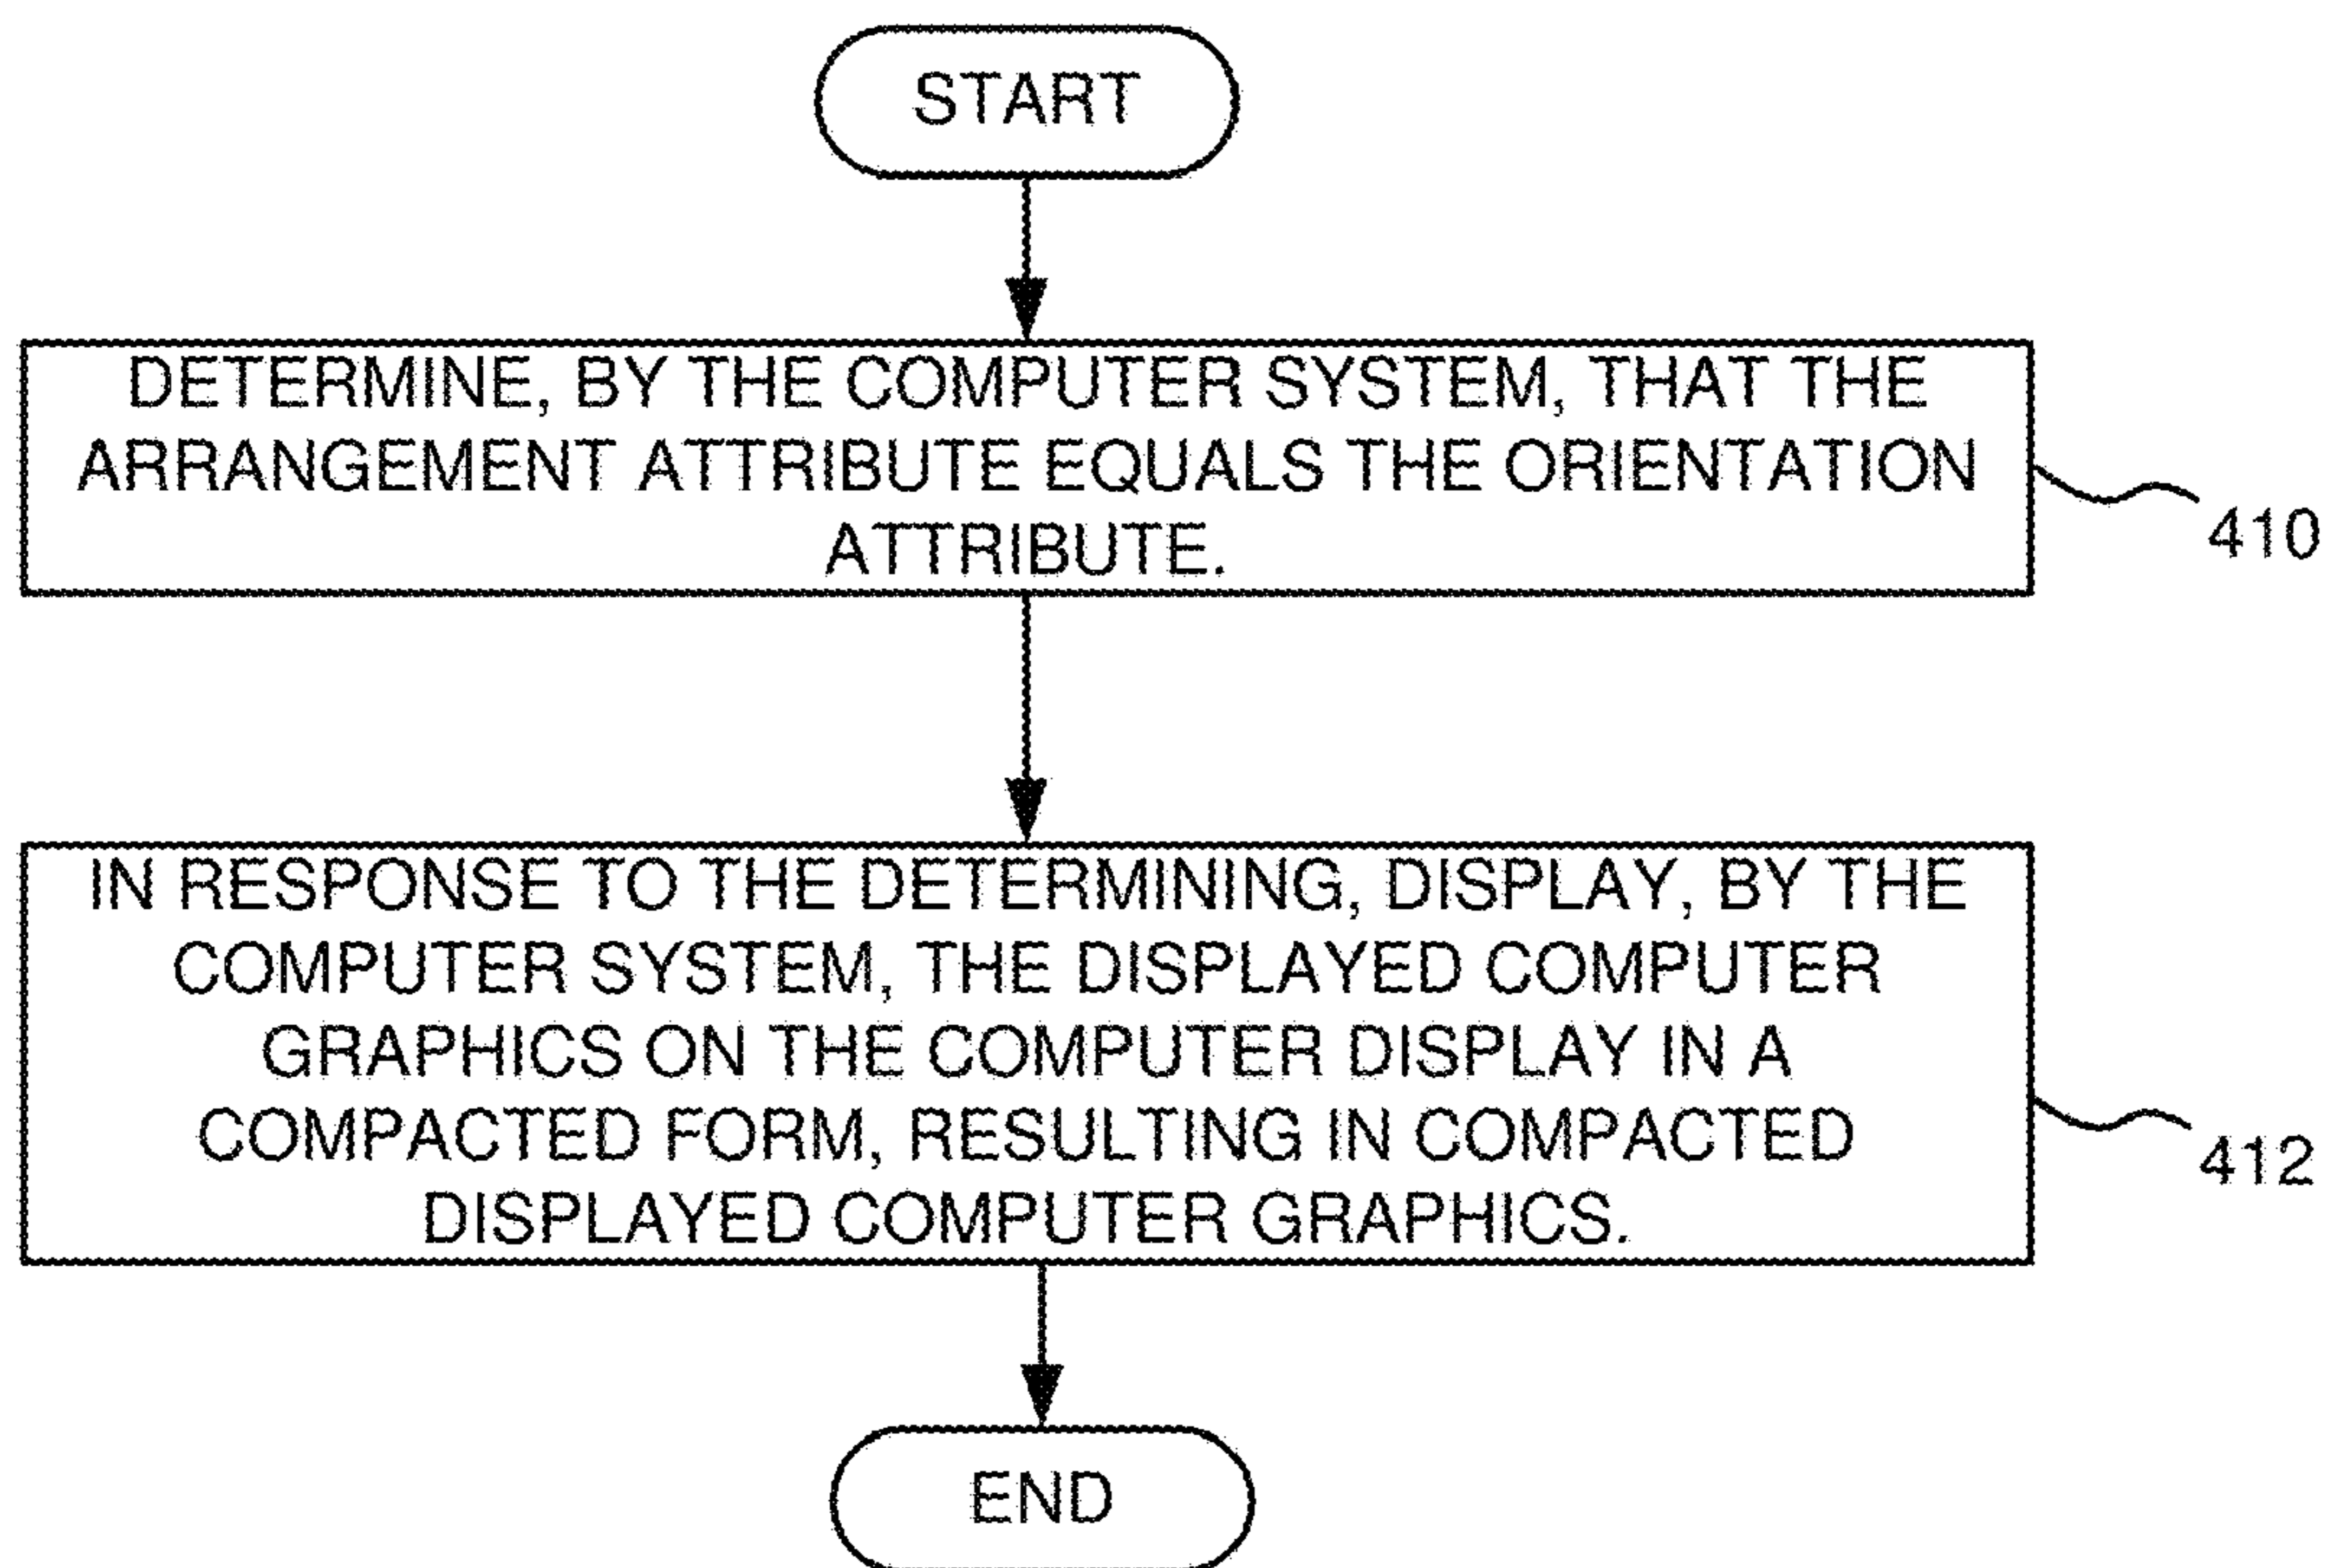 START
DETERMINE, BY THE COMPUTER SYSTEM, THAT THE
ARRANGEMENT ATTRIBUTE EQUALS THE ORIENTATION
ATTRIBUTE.
410
IN RESPONSE TO THE DETERMINING, DISPLAY, BY THE
COMPUTER SYSTEM, THE DISPLAYED COMPUTER
GRAPHICS ON THE COMPUTER DISPLAY IN A
COMPACTED FORM, RESULTING IN COMPACTED
DISPLAYED COMPUTER GRAPHICS.
412
END